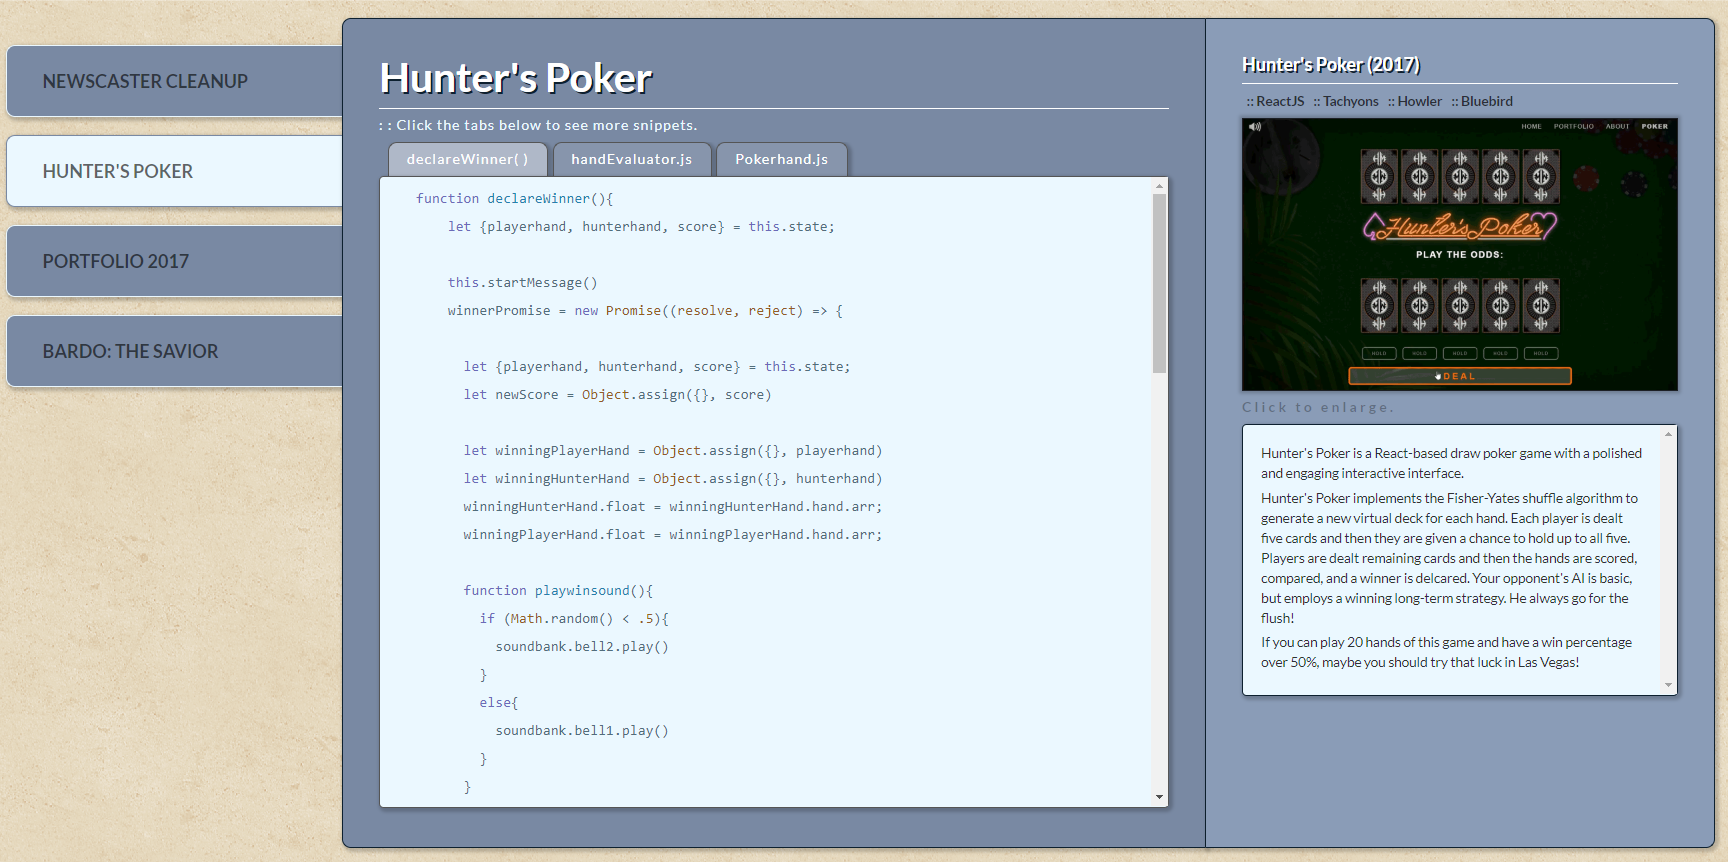 NEWSCASTER CLEANUP
HUNTER'S POKER
PORTFOLIO 2017
BARDO: THE SAVIOR
Hunter's Poker
: : Click the tabs below to see more snippets.
declareWinner( )
handEvaluator.js
Pokerhand.js
function declareWinner(){
let {playerhand, hunterhand, score} = this.state;
this.startMessage()
winnerPromise = new Promise((resolve, reject) => {
let {playerhand, hunterhand, score} = this.state;
let newScore = Object.assign({}, score)
let winningPlayerHand = Object.assign({}, playerhand)
let winningHunterHand = Object.assign({}, hunterhand)
winningHunterHand.float = winningHunterHand.hand.arr;
winningPlayerHand.float = winningPlayerHand.hand.arr;
function playwinsound(){
if (Math.random() < .5){
soundbank.bell2.play()
}
else{
soundbank.bell1.play()
}
}
Hunter's Poker (2017)
:: ReactJS :: Tachyons :: Howler :: Bluebird
HOME PORTFOLIO ABOUT POKER
Hunter's Poker
PLAY THE ODDS:
HOLD HOLD HOLD HOLD HOLD
DEAL
Click to enlarge.
Hunter's Poker is a React-based draw poker game with a polished
and engaging interactive interface.
Hunter's Poker implements the Fisher-Yates shuffle algorithm to
generate a new virtual deck for each hand. Each player is dealt
five cards and then they are given a chance to hold up to all five.
Players are dealt remaining cards and then the hands are scored,
compared, and a winner is delcared. Your opponent's AI is basic,
but employs a winning long-term strategy. He always go for the
flush!
If you can play 20 hands of this game and have a win percentage
over 50%, maybe you should try that luck in Las Vegas!